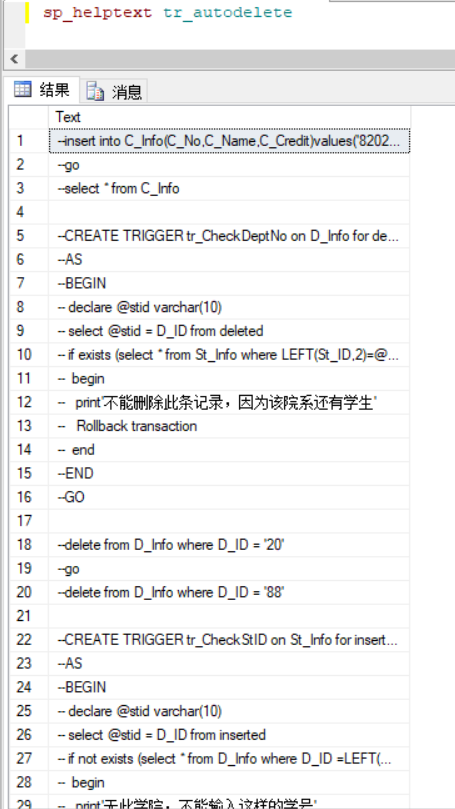 sp_helptext tr_autodelete
结果 消息
Text
1 --insert into C_Info(C_No,C_Name,C_Credit)values('8202...
2 --go
3 --select * from C_Info
4
5 --CREATE TRIGGER tr_CheckDeptNo on D_Info for de...
6 --AS
7 --BEGIN
8 -- declare @stid varchar(10)
9 -- select @stid = D_ID from deleted
10 -- if exists (select * from St_Info where LEFT(St_ID,2)=@...
11 -- begin
12 -- print'不能删除此条记录，因为该院系还有学生'
13 -- Rollback transaction
14 -- end
15 --END
16 --GO
17
18 --delete from D_Info where D_ID = '20'
19 --go
20 --delete from D_Info where D_ID = '88'
21
22 --CREATE TRIGGER tr_CheckStID on St_Info for insert...
23 --AS
24 --BEGIN
25 -- declare @stid varchar(10)
26 -- select @stid = D_ID from inserted
27 -- if not exists (select * from D_Info where D_ID =LEFT(...
28 -- begin
29 -- print'无此学院，不能输入这样的学号'